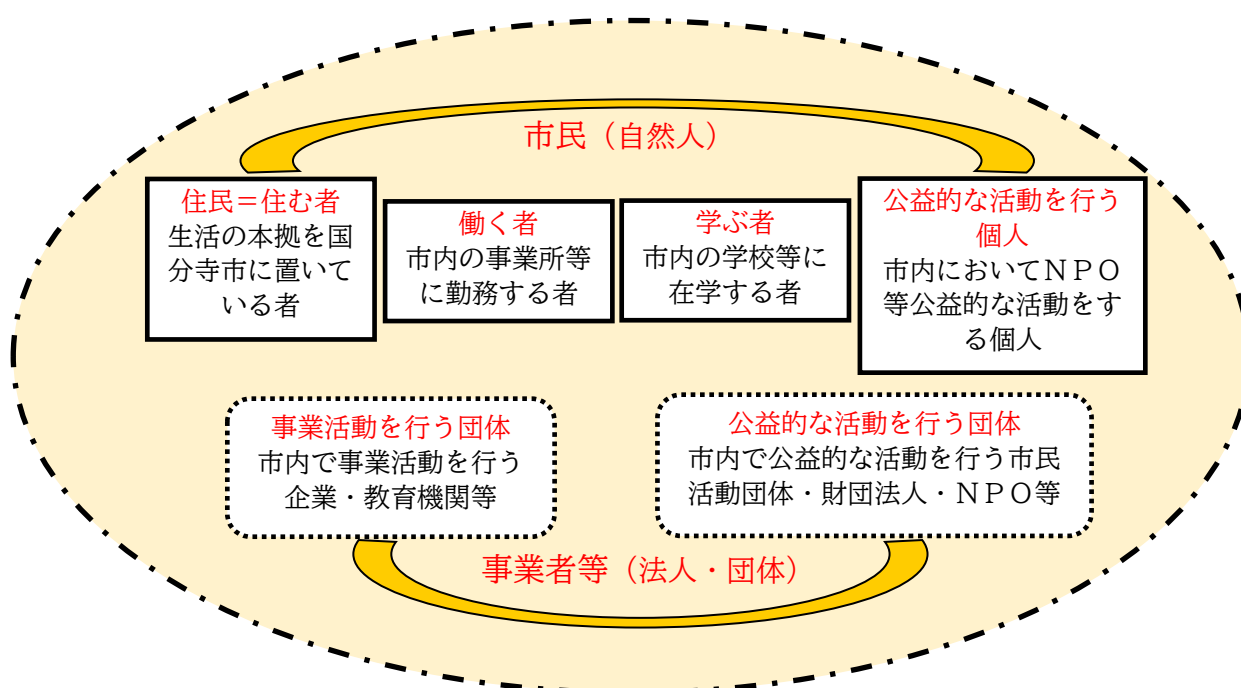 市民（自然人）
住民＝住む者
生活の本拠を国
分寺市に置いて
いる者
働く者
市内の事業所等
に勤務する者
学ぶ者
市内の学校等に
在学する者
公益的な活動を行う
個人
市内においてＮＰＯ
等公益的な活動をす
る個人
事業活動を行う団体
市内で事業活動を行う
企業・教育機関等
公益的な活動を行う団体
市内で公益的な活動を行う市民
活動団体・財団法人・ＮＰＯ等
事業者等（法人・団体）